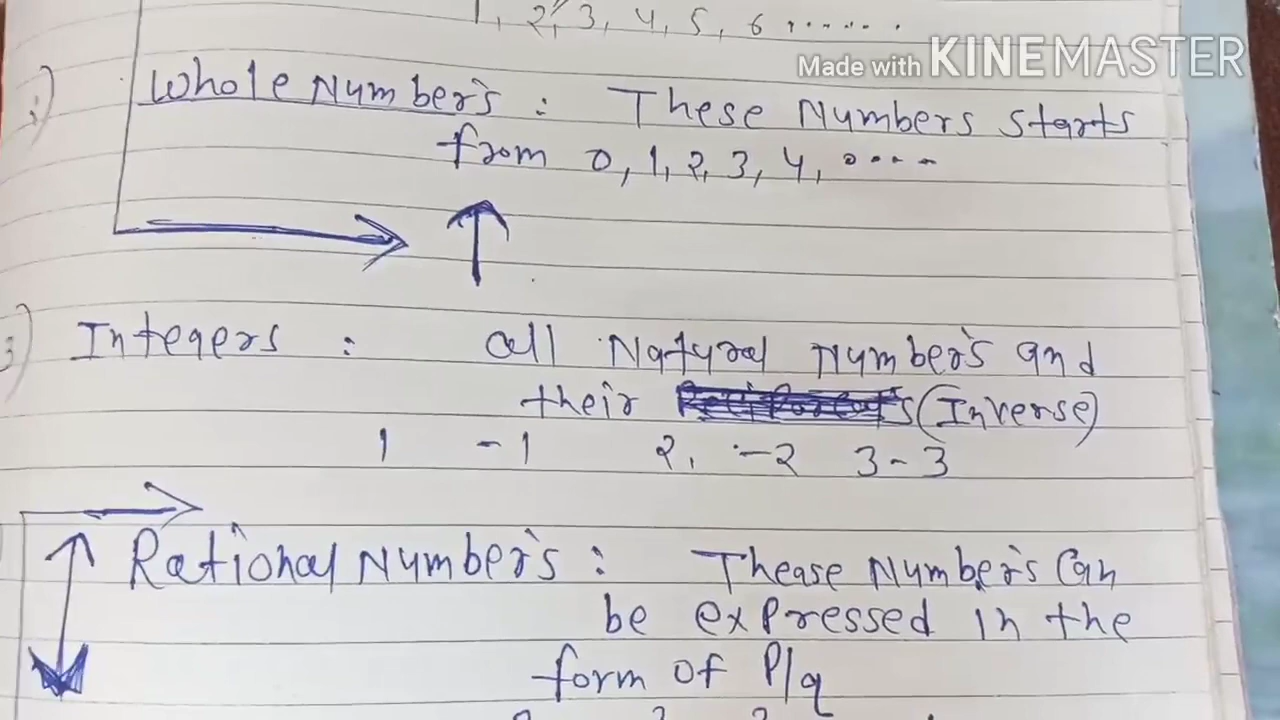 1, 2, 3, 4, 5, 6 .......
Made with KINEMASTER
Whole Numbers : These Numbers starts
from 0, 1, 2, 3, 4, ....
3) Integers : all Natural Numbers and
their (Inverse)
1 -1 2, -2 3 -3
Rational Numbers : Thease Numbers Can
be expressed in the
form of P/q